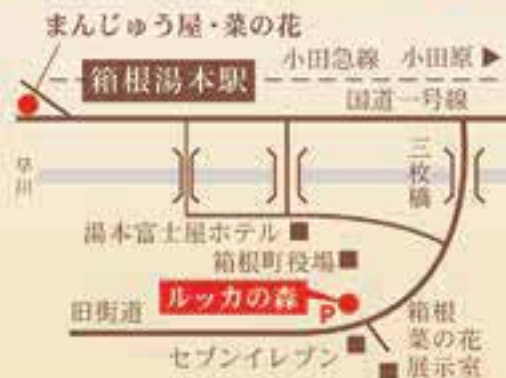 まんじゅう屋・菜の花
小田急線 小田原 ▶
箱根湯本駅
国道一号線
早川
三枚橋
湯本富士屋ホテル
箱根町役場
ルッカの森
P
旧街道
箱根
菜の花
展示室
セブンイレブン